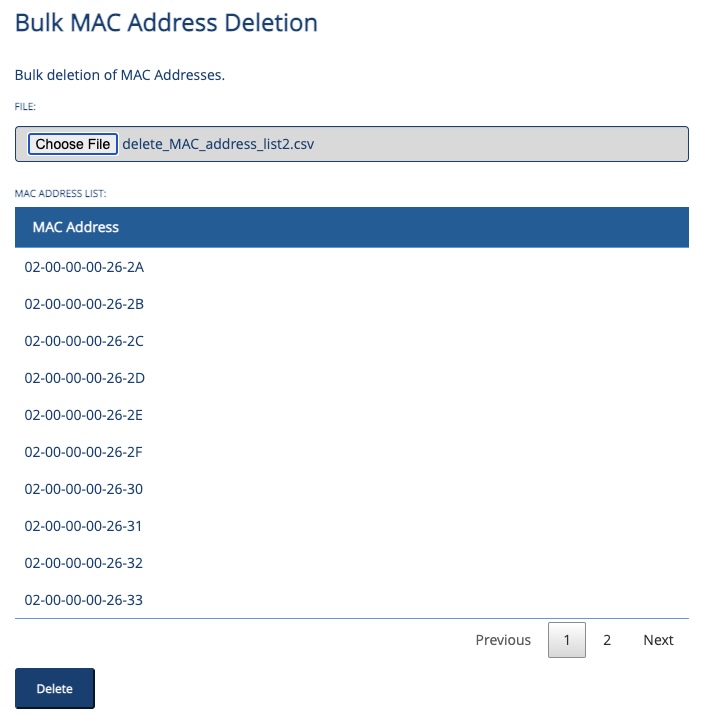 Bulk MAC Address Deletion
Bulk deletion of MAC Addresses.
FILE:
Choose File delete_MAC_address_list2.csv
MAC ADDRESS LIST:
MAC Address
02-00-00-00-26-2A
02-00-00-00-26-2B
02-00-00-00-26-2C
02-00-00-00-26-2D
02-00-00-00-26-2E
02-00-00-00-26-2F
02-00-00-00-26-30
02-00-00-00-26-31
02-00-00-00-26-32
02-00-00-00-26-33
Previous 1 2 Next
Delete